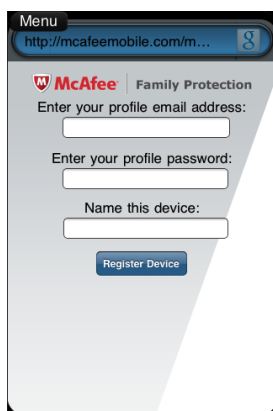 Menu
http://mcafeemobile.com/m...
8
McAfee Family Protection
Enter your profile email address:
Enter your profile password:
Name this device:
Register Device